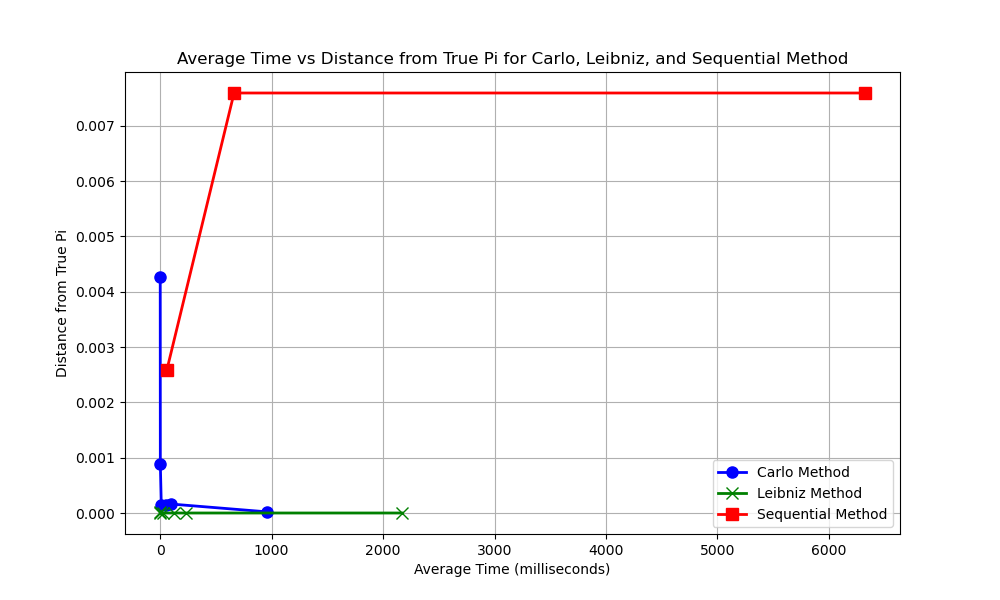 Average Time vs Distance from True Pi for Carlo, Leibniz, and Sequential Method
Distance from True Pi
0.007
0.006
0.005
0.004
0.003
0.002
0.001
0.000
0 1000 2000 3000 4000 5000 6000
Average Time (milliseconds)
Carlo Method
Leibniz Method
Sequential Method